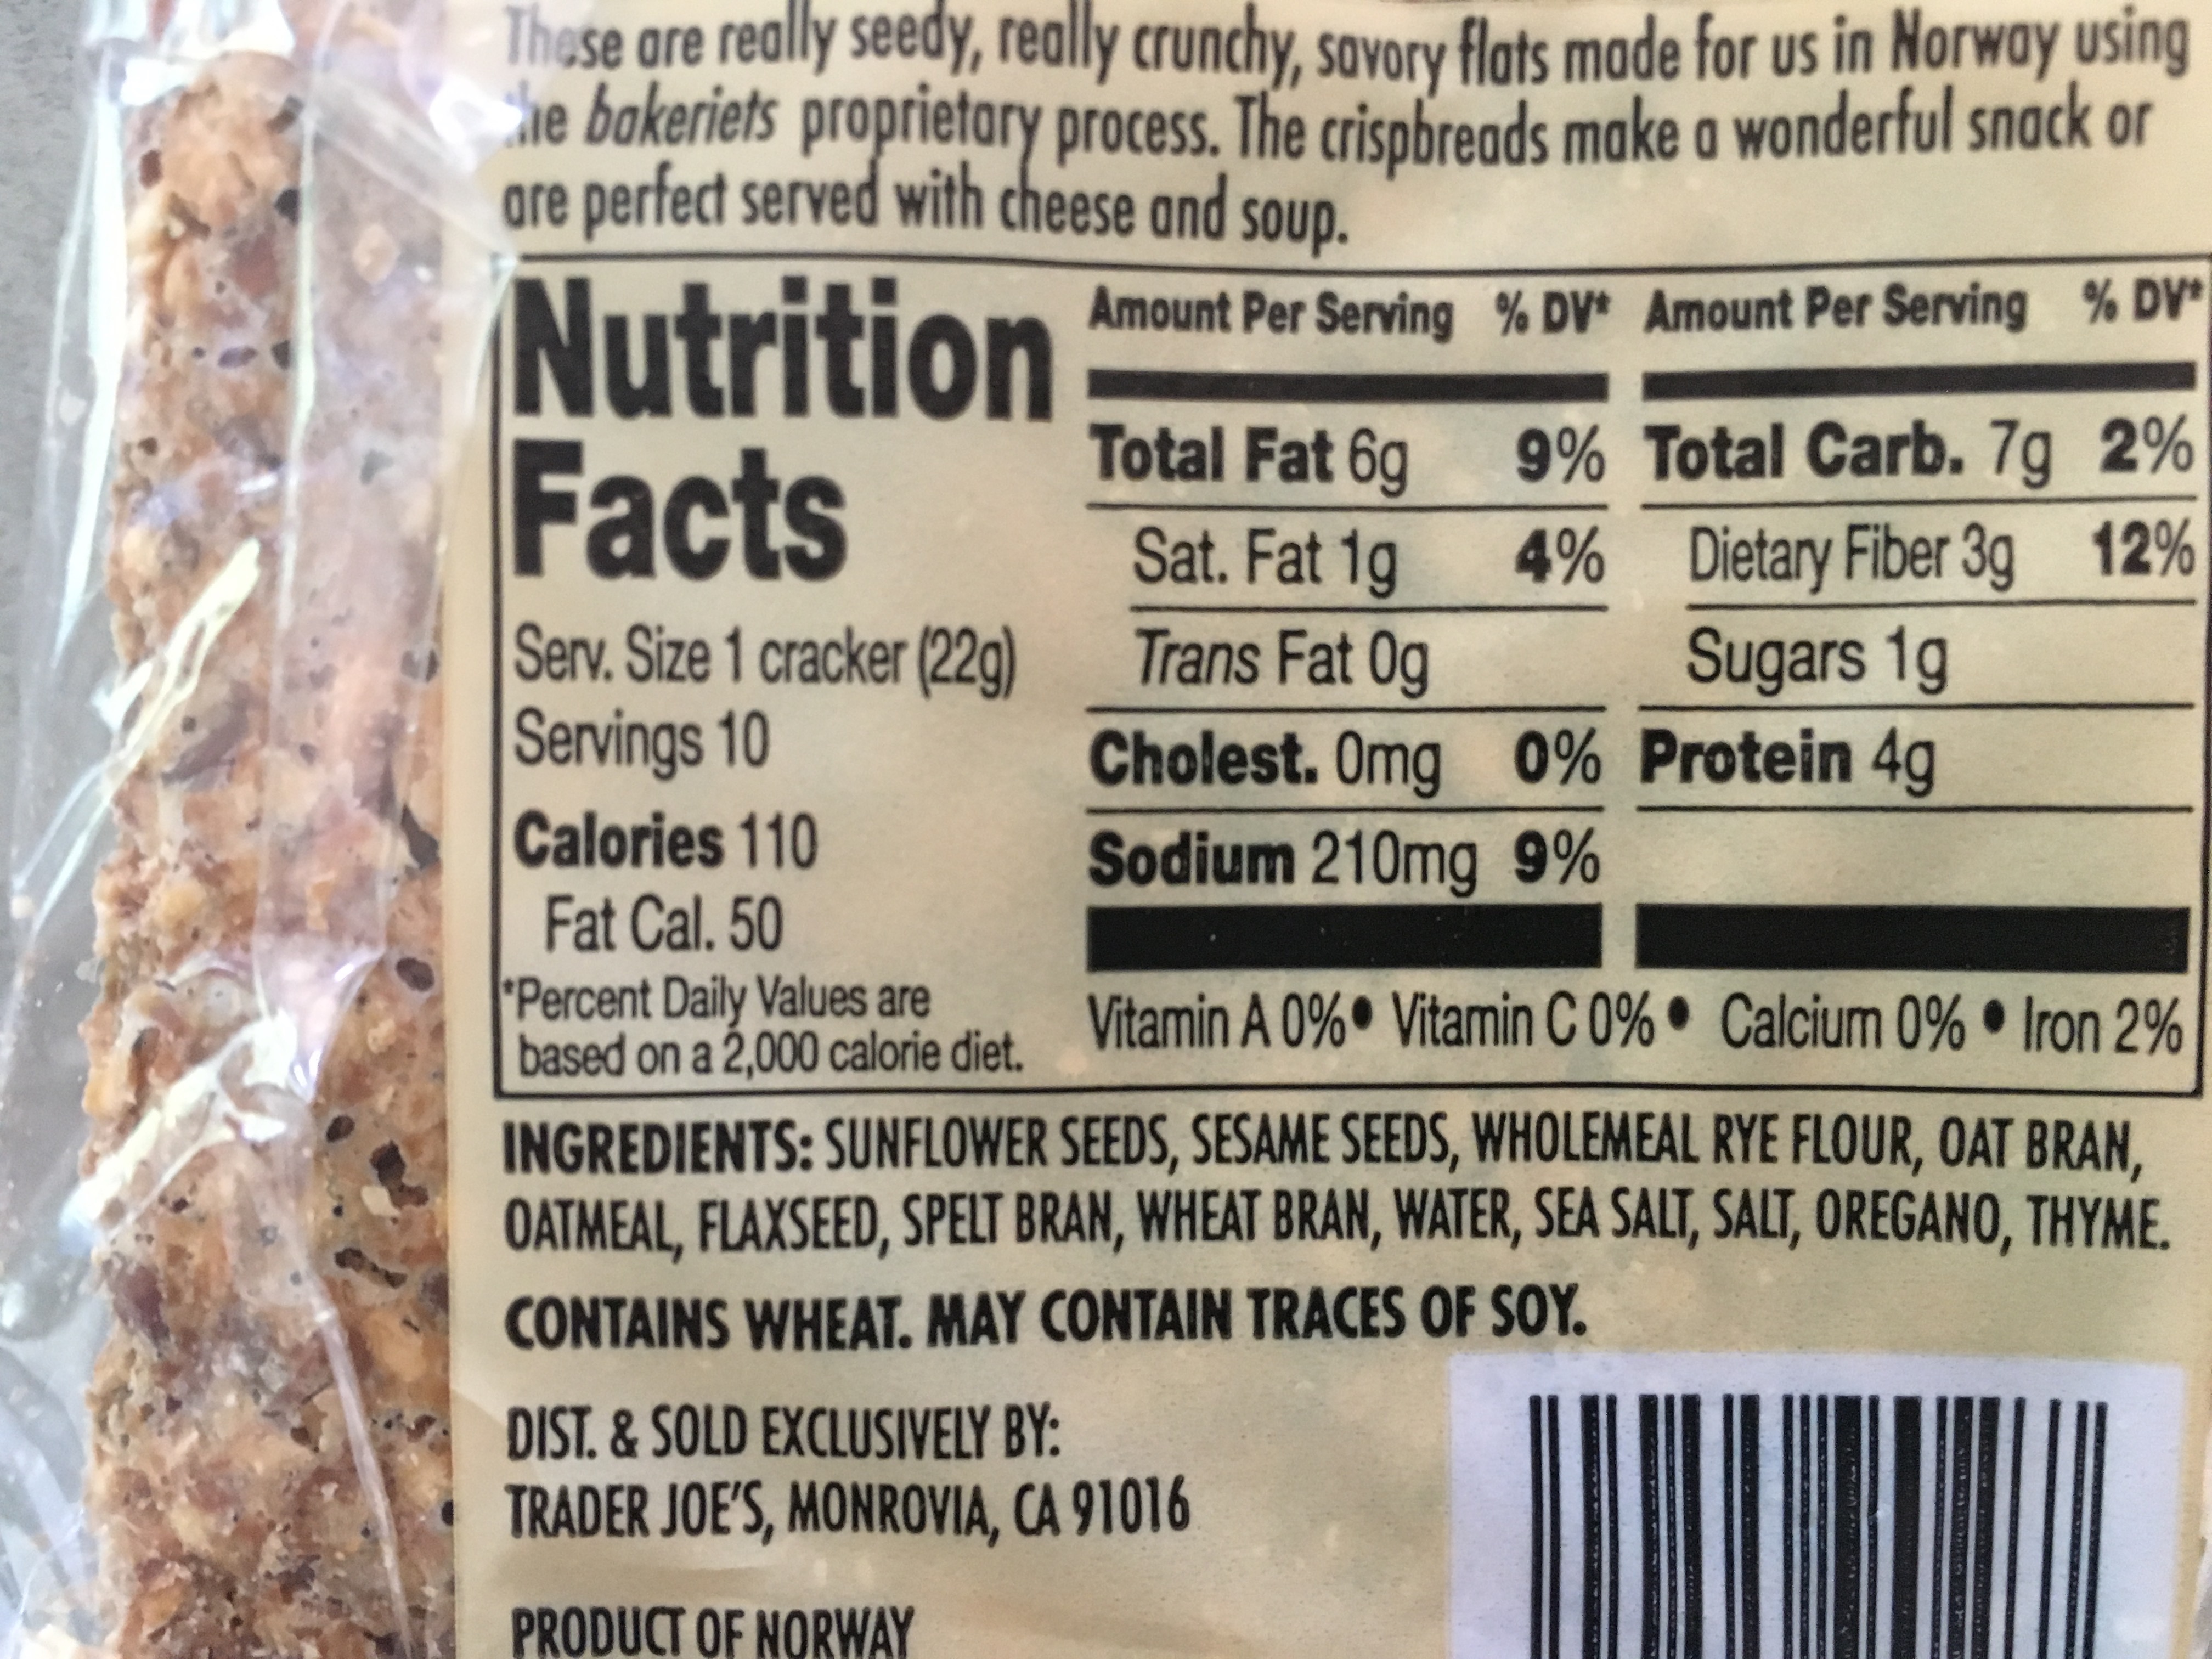 These are really seedy, really crunchy, savory flats made for us in Norway using
the bakeriets proprietary process. The crispbreads make a wonderful snack or
are perfect served with cheese and soup.
Nutrition
Facts
Serv. Size 1 cracker (22g)
Servings 10
Calories 110
Fat Cal. 50
*Percent Daily Values are
based on a 2,000 calorie diet.
Amount Per Serving % DV*
Total Fat 6g 9%
Sat. Fat 1g 4%
Trans Fat 0g
Cholest. 0mg 0%
Sodium 210mg 9%
Amount Per Serving % DV*
Total Carb. 7g 2%
Dietary Fiber 3g 12%
Sugars 1g
Protein 4g
Vitamin A 0% • Vitamin C 0% • Calcium 0% • Iron 2%
INGREDIENTS: SUNFLOWER SEEDS, SESAME SEEDS, WHOLEMEAL RYE FLOUR, OAT BRAN,
OATMEAL, FLAXSEED, SPELT BRAN, WHEAT BRAN, WATER, SEA SALT, SALT, OREGANO, THYME.
CONTAINS WHEAT. MAY CONTAIN TRACES OF SOY.
DIST. & SOLD EXCLUSIVELY BY:
TRADER JOE'S, MONROVIA, CA 91016
PRODUCT OF NORWAY